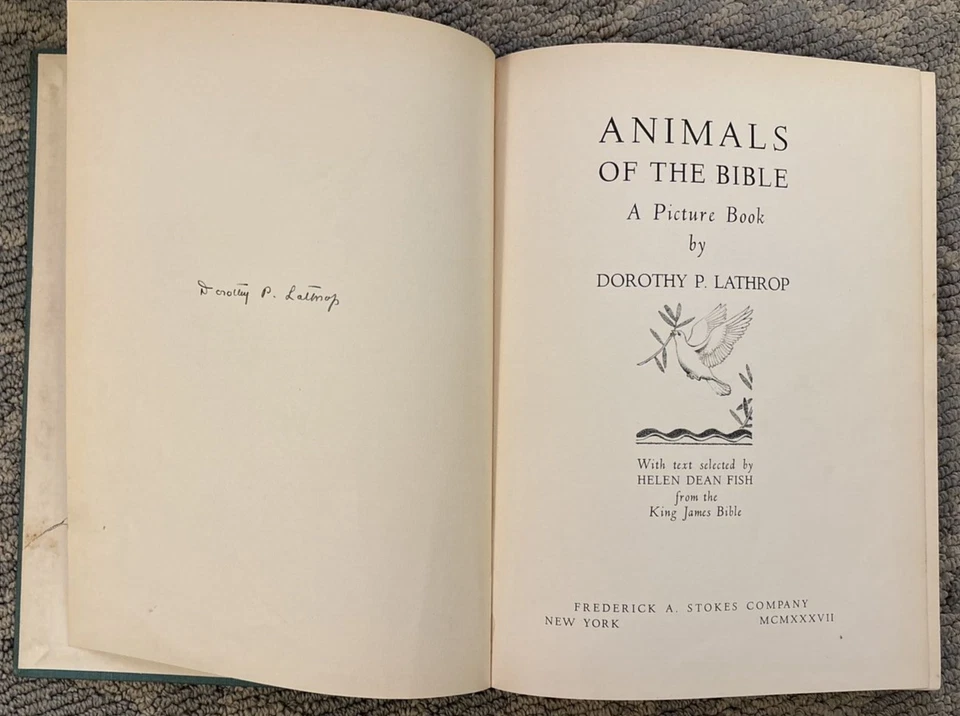 Dorothy P. Lathrop
ANIMALS
OF THE BIBLE
A Picture Book
by
DOROTHY P. LATHROP
With text selected by
HELEN DEAN FISH
from the
King James Bible
FREDERICK A. STOKES COMPANY
NEW YORK MCMXXXVII